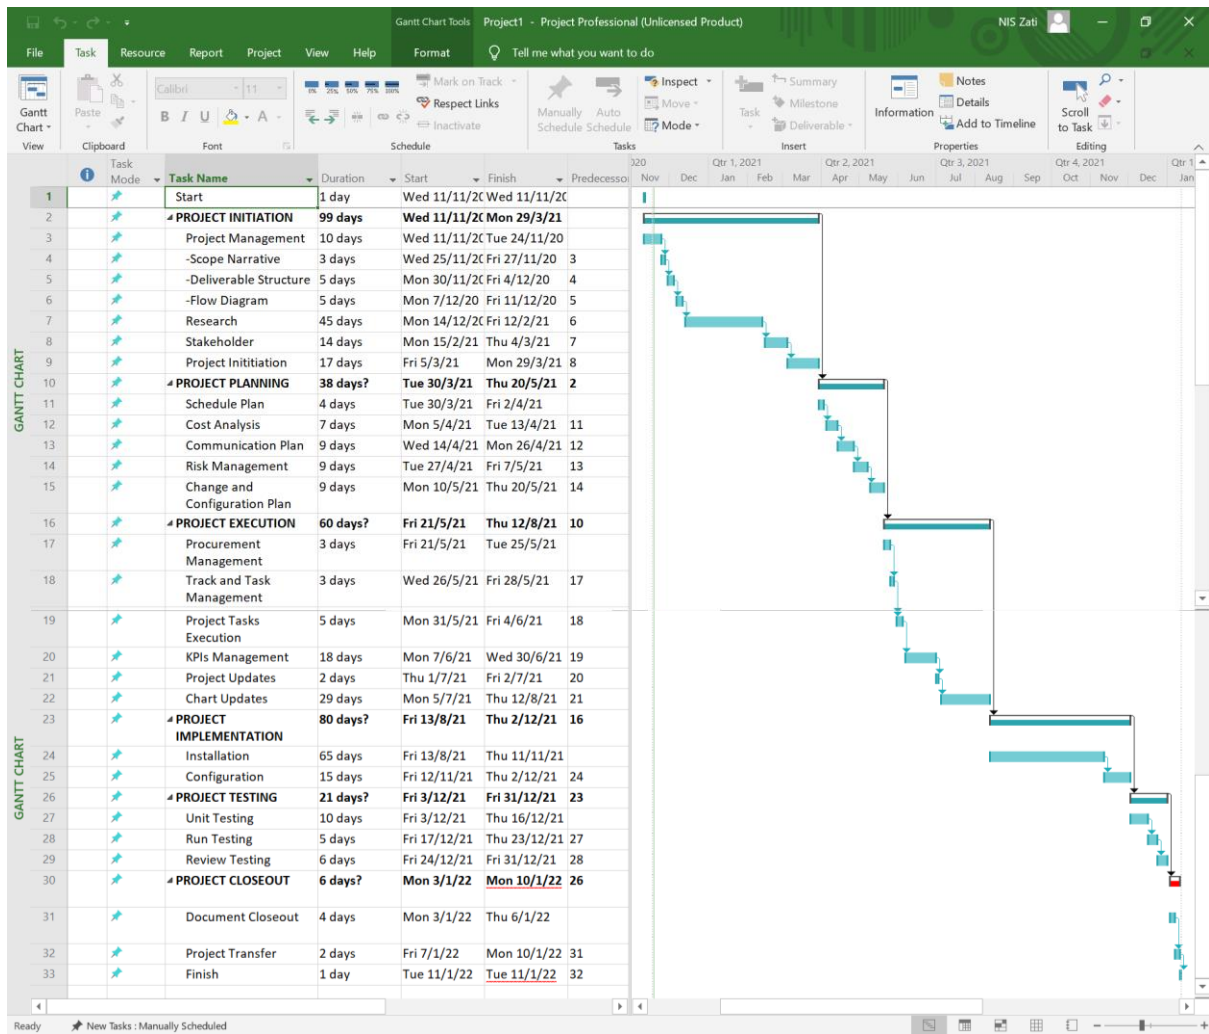 Gantt Chart Tools Project1 - Project Professional (Unlicensed Product) NIS Zati
File Task Resource Report Project View Help Format Tell me what you want to do
Gantt Chart
View
Paste
Clipboard
Calibri 11
B I U A
Font
0% 25% 50% 75% 100%
Mark on Track
Respect Links
Inactivate
Schedule
Manually Schedule
Auto Schedule
Inspect
Move
Mode
Tasks
Task
Summary
Milestone
Deliverable
Insert
Information
Notes
Details
Add to Timeline
Properties
Scroll to Task
Editing
Task Mode Task Name Duration Start Finish Predecesso
020 Qtr 1, 2021 Qtr 2, 2021 Qtr 3, 2021 Qtr 4, 2021 Qtr 1
Nov Dec Jan Feb Mar Apr May Jun Jul Aug Sep Oct Nov Dec Jan
GANTT CHART
1 Start 1 day Wed 11/11/20 Wed 11/11/20
2 PROJECT INITIATION 99 days Wed 11/11/20 Mon 29/3/21
3 Project Management 10 days Wed 11/11/20 Tue 24/11/20
4 -Scope Narrative 3 days Wed 25/11/20 Fri 27/11/20 3
5 -Deliverable Structure 5 days Mon 30/11/20 Fri 4/12/20 4
6 -Flow Diagram 5 days Mon 7/12/20 Fri 11/12/20 5
7 Research 45 days Mon 14/12/20 Fri 12/2/21 6
8 Stakeholder 14 days Mon 15/2/21 Thu 4/3/21 7
9 Project Inititiation 17 days Fri 5/3/21 Mon 29/3/21 8
10 PROJECT PLANNING 38 days? Tue 30/3/21 Thu 20/5/21 2
11 Schedule Plan 4 days Tue 30/3/21 Fri 2/4/21
12 Cost Analysis 7 days Mon 5/4/21 Tue 13/4/21 11
13 Communication Plan 9 days Wed 14/4/21 Mon 26/4/21 12
14 Risk Management 9 days Tue 27/4/21 Fri 7/5/21 13
15 Change and Configuration Plan 9 days Mon 10/5/21 Thu 20/5/21 14
16 PROJECT EXECUTION 60 days? Fri 21/5/21 Thu 12/8/21 10
17 Procurement Management 3 days Fri 21/5/21 Tue 25/5/21
18 Track and Task Management 3 days Wed 26/5/21 Fri 28/5/21 17
GANTT CHART
19 Project Tasks Execution 5 days Mon 31/5/21 Fri 4/6/21 18
20 KPIs Management 18 days Mon 7/6/21 Wed 30/6/21 19
21 Project Updates 2 days Thu 1/7/21 Fri 2/7/21 20
22 Chart Updates 29 days Mon 5/7/21 Thu 12/8/21 21
23 PROJECT IMPLEMENTATION 80 days? Fri 13/8/21 Thu 2/12/21 16
24 Installation 65 days Fri 13/8/21 Thu 11/11/21
25 Configuration 15 days Fri 12/11/21 Thu 2/12/21 24
26 PROJECT TESTING 21 days? Fri 3/12/21 Fri 31/12/21 23
27 Unit Testing 10 days Fri 3/12/21 Thu 16/12/21
28 Run Testing 5 days Fri 17/12/21 Thu 23/12/21 27
29 Review Testing 6 days Fri 24/12/21 Fri 31/12/21 28
30 PROJECT CLOSEOUT 6 days? Mon 3/1/22 Mon 10/1/22 26
31 Document Closeout 4 days Mon 3/1/22 Thu 6/1/22
32 Project Transfer 2 days Fri 7/1/22 Mon 10/1/22 31
33 Finish 1 day Tue 11/1/22 Tue 11/1/22 32
Ready New Tasks : Manually Scheduled